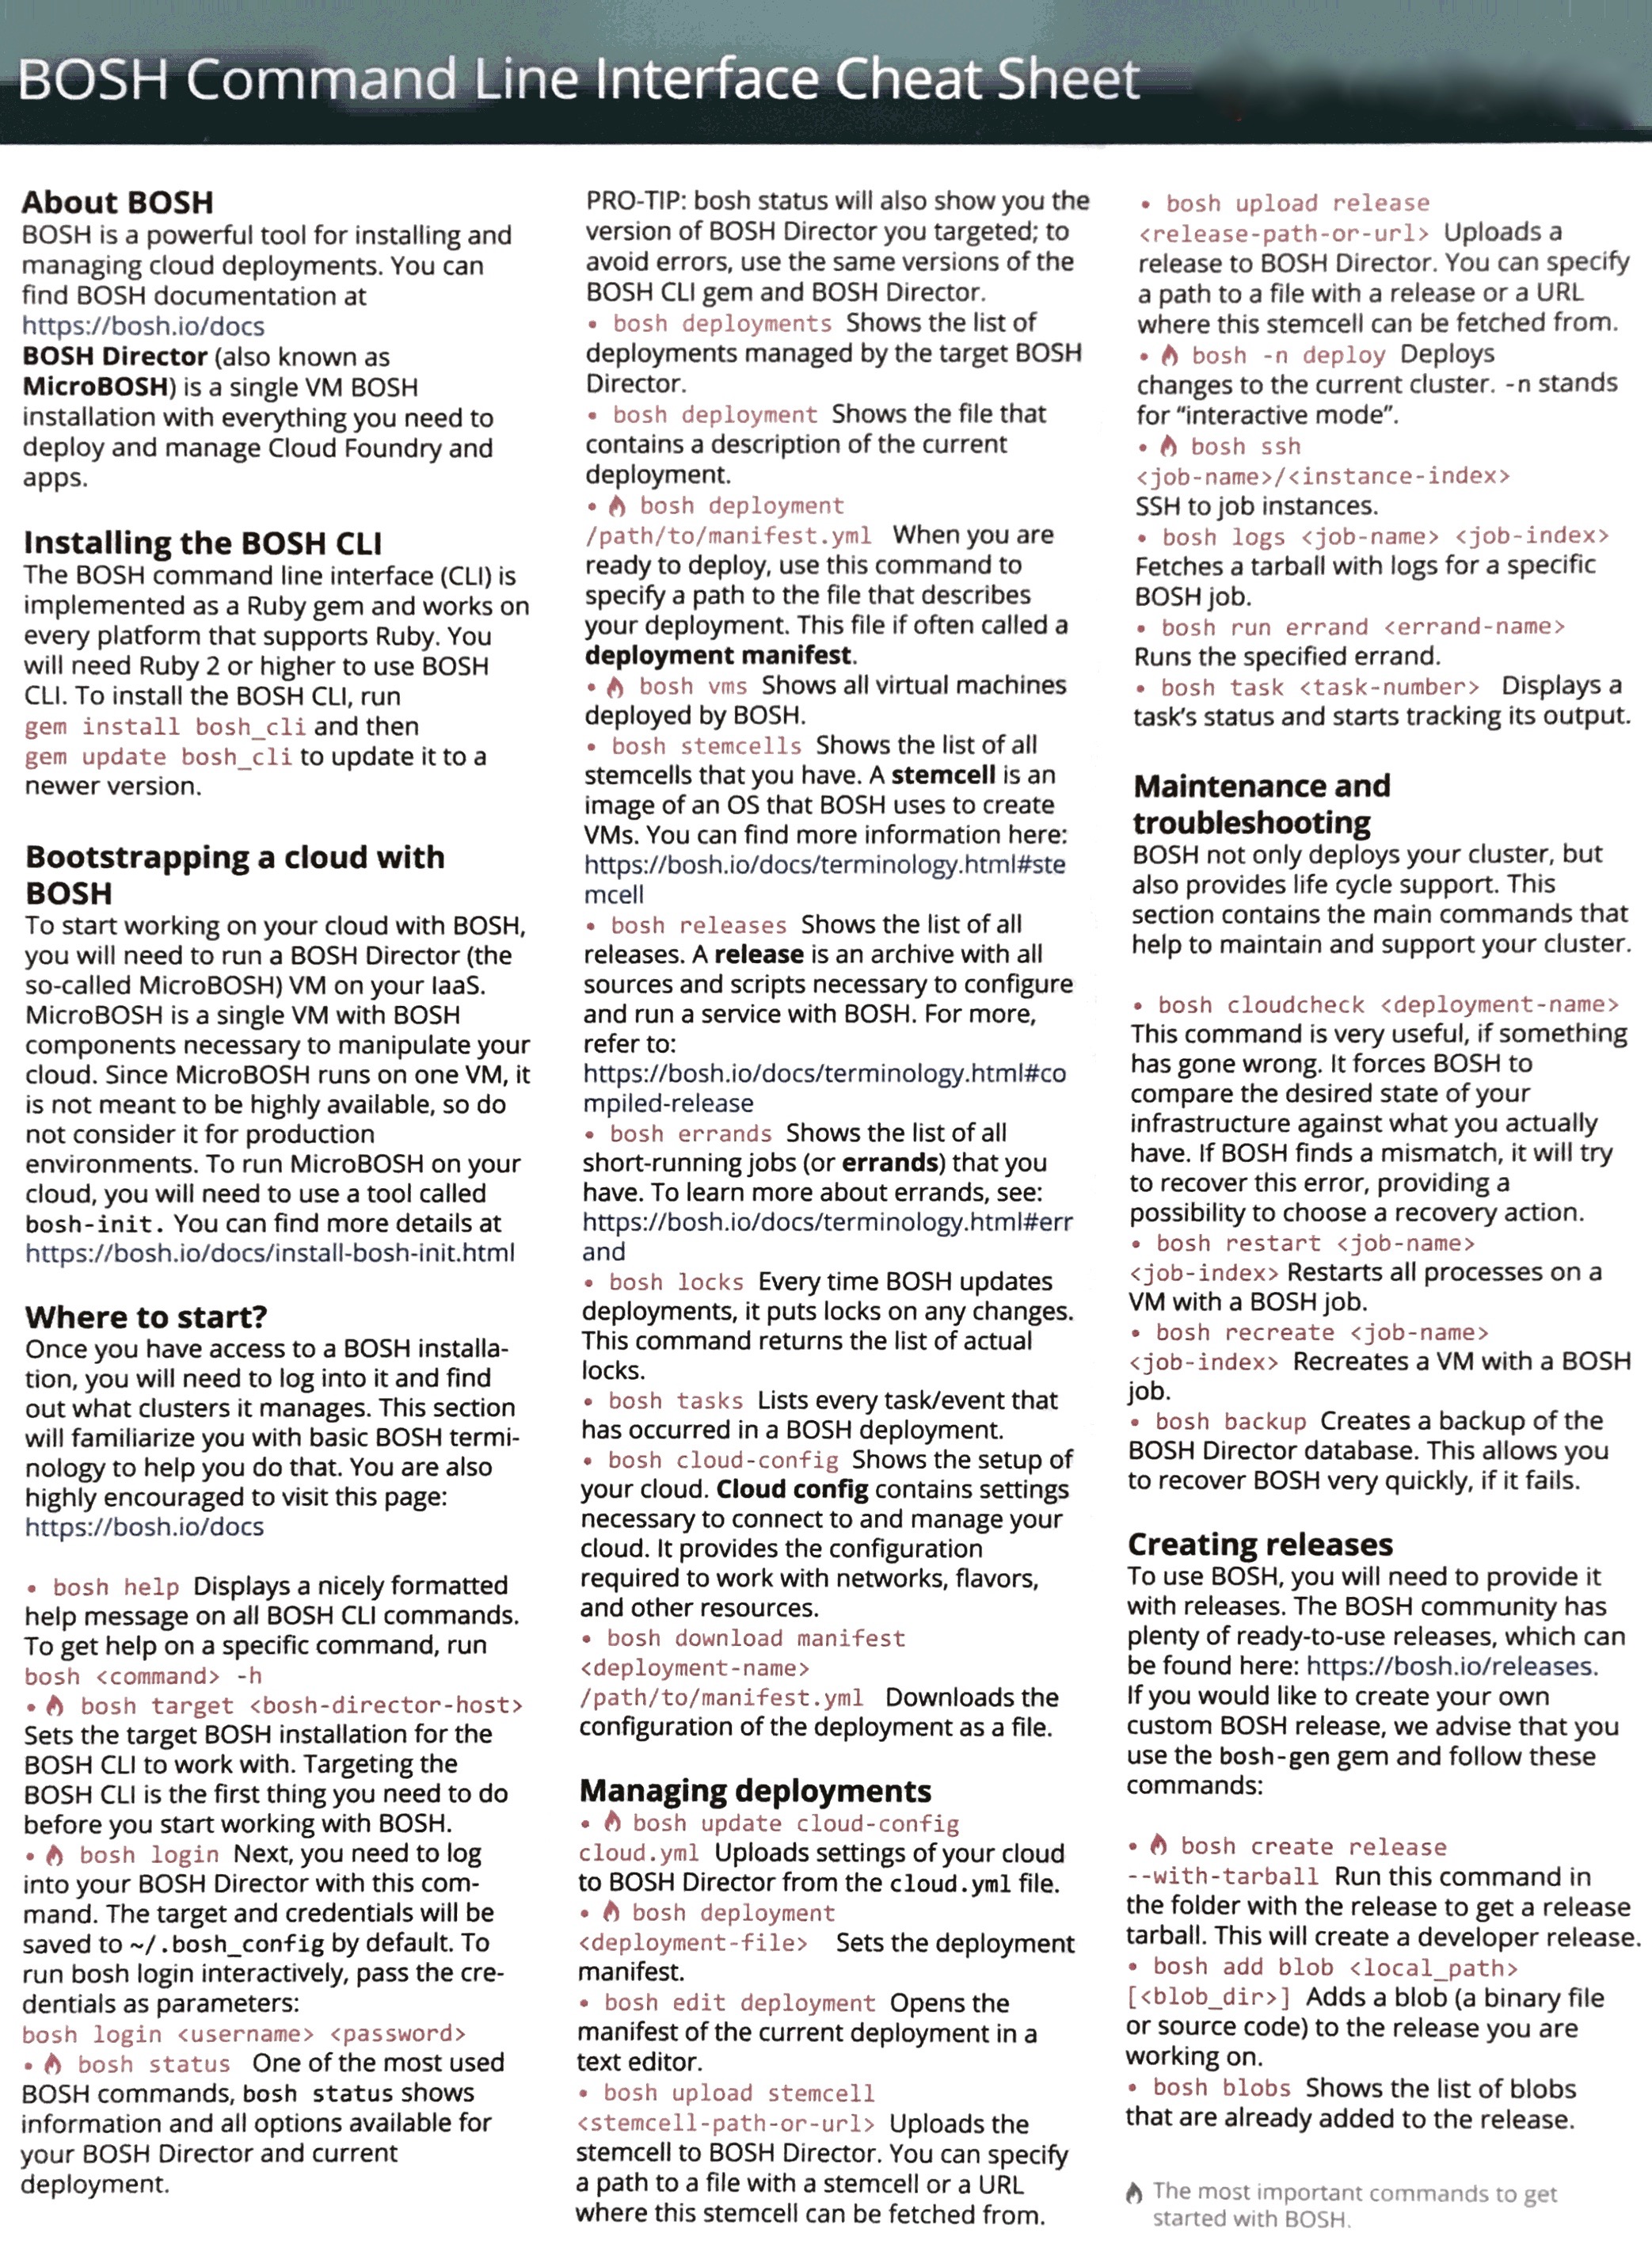 BOSH Command Line Interface Cheat Sheet
About BOSH
BOSH is a powerful tool for installing and
managing cloud deployments. You can
find BOSH documentation at
https://bosh.io/docs
BOSH Director (also known as
MicroBOSH) is a single VM BOSH
installation with everything you need to
deploy and manage Cloud Foundry and
apps.
Installing the BOSH CLI
The BOSH command line interface (CLI) is
implemented as a Ruby gem and works on
every platform that supports Ruby. You
will need Ruby 2 or higher to use BOSH
CLI. To install the BOSH CLI, run
gem install bosh_cli and then
gem update bosh_cli to update it to a
newer version.
Bootstrapping a cloud with
BOSH
To start working on your cloud with BOSH,
you will need to run a BOSH Director (the
so-called MicroBOSH) VM on your IaaS.
MicroBOSH is a single VM with BOSH
components necessary to manipulate your
cloud. Since MicroBOSH runs on one VM, it
is not meant to be highly available, so do
not consider it for production
environments. To run MicroBOSH on your
cloud, you will need to use a tool called
bosh-init. You can find more details at
https://bosh.io/docs/install-bosh-init.html
Where to start?
Once you have access to a BOSH installa-
tion, you will need to log into it and find
out what clusters it manages. This section
will familiarize you with basic BOSH termi-
nology to help you do that. You are also
highly encouraged to visit this page:
https://bosh.io/docs
• bosh help Displays a nicely formatted
help message on all BOSH CLI commands.
To get help on a specific command, run
bosh <command> -h
• bosh target <bosh-director-host>
Sets the target BOSH installation for the
BOSH CLI to work with. Targeting the
BOSH CLI is the first thing you need to do
before you start working with BOSH.
• bosh login Next, you need to log
into your BOSH Director with this com-
mand. The target and credentials will be
saved to ~/.bosh_config by default. To
run bosh login interactively, pass the cre-
dentials as parameters:
bosh login <username> <password>
• bosh status One of the most used
BOSH commands, bosh status shows
information and all options available for
your BOSH Director and current
deployment.
PRO-TIP: bosh status will also show you the
version of BOSH Director you targeted; to
avoid errors, use the same versions of the
BOSH CLI gem and BOSH Director.
• bosh deployments Shows the list of
deployments managed by the target BOSH
Director.
• bosh deployment Shows the file that
contains a description of the current
deployment.
• bosh deployment
/path/to/manifest.yml When you are
ready to deploy, use this command to
specify a path to the file that describes
your deployment. This file if often called a
deployment manifest.
• bosh vms Shows all virtual machines
deployed by BOSH.
• bosh stemcells Shows the list of all
stemcells that you have. A stemcell is an
image of an OS that BOSH uses to create
VMs. You can find more information here:
https://bosh.io/docs/terminology.html#ste
mcell
• bosh releases Shows the list of all
releases. A release is an archive with all
sources and scripts necessary to configure
and run a service with BOSH. For more,
refer to:
https://bosh.io/docs/terminology.html#co
mpiled-release
• bosh errands Shows the list of all
short-running jobs (or errands) that you
have. To learn more about errands, see:
https://bosh.io/docs/terminology.html#err
and
• bosh locks Every time BOSH updates
deployments, it puts locks on any changes.
This command returns the list of actual
locks.
• bosh tasks Lists every task/event that
has occurred in a BOSH deployment.
• bosh cloud-config Shows the setup of
your cloud. Cloud config contains settings
necessary to connect to and manage your
cloud. It provides the configuration
required to work with networks, flavors,
and other resources.
• bosh download manifest
<deployment-name>
/path/to/manifest.yml Downloads the
configuration of the deployment as a file.
Managing deployments
• bosh update cloud-config
cloud.yml Uploads settings of your cloud
to BOSH Director from the cloud.yml file.
• bosh deployment
<deployment-file> Sets the deployment
manifest.
• bosh edit deployment Opens the
manifest of the current deployment in a
text editor.
• bosh upload stemcell
<stemcell-path-or-url> Uploads the
stemcell to BOSH Director. You can specify
a path to a file with a stemcell or a URL
where this stemcell can be fetched from.
• bosh upload release
<release-path-or-url> Uploads a
release to BOSH Director. You can specify
a path to a file with a release or a URL
where this stemcell can be fetched from.
• bosh -n deploy Deploys
changes to the current cluster. -n stands
for “interactive mode”.
• bosh ssh
<job-name>/<instance-index>
SSH to job instances.
• bosh logs <job-name> <job-index>
Fetches a tarball with logs for a specific
BOSH job.
• bosh run errand <errand-name>
Runs the specified errand.
• bosh task <task-number> Displays a
task’s status and starts tracking its output.
Maintenance and
troubleshooting
BOSH not only deploys your cluster, but
also provides life cycle support. This
section contains the main commands that
help to maintain and support your cluster.
• bosh cloudcheck <deployment-name>
This command is very useful, if something
has gone wrong. It forces BOSH to
compare the desired state of your
infrastructure against what you actually
have. If BOSH finds a mismatch, it will try
to recover this error, providing a
possibility to choose a recovery action.
• bosh restart <job-name>
<job-index> Restarts all processes on a
VM with a BOSH job.
• bosh recreate <job-name>
<job-index> Recreates a VM with a BOSH
job.
• bosh backup Creates a backup of the
BOSH Director database. This allows you
to recover BOSH very quickly, if it fails.
Creating releases
To use BOSH, you will need to provide it
with releases. The BOSH community has
plenty of ready-to-use releases, which can
be found here: https://bosh.io/releases.
If you would like to create your own
custom BOSH release, we advise that you
use the bosh-gen gem and follow these
commands:
• bosh create release
--with-tarball Run this command in
the folder with the release to get a release
tarball. This will create a developer release.
• bosh add blob <local_path>
[<blob_dir>] Adds a blob (a binary file
or source code) to the release you are
working on.
• bosh blobs Shows the list of blobs
that are already added to the release.
The most important commands to get
started with BOSH.